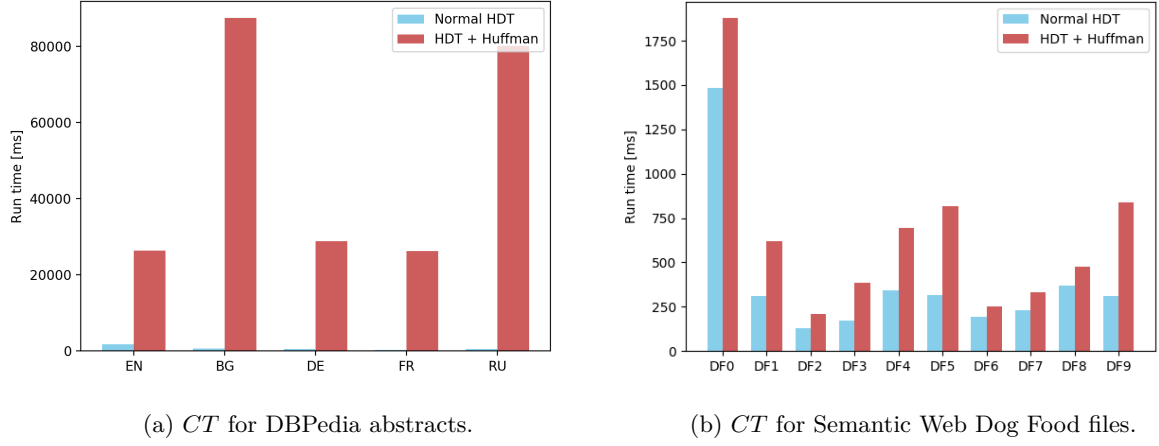 Normal HDT
HDT + Huffman
Run time [ms]
80000
60000
40000
20000
0
EN BG DE FR RU
(a) CT for DBPedia abstracts.
Normal HDT
HDT + Huffman
Run time [ms]
1750
1500
1250
1000
750
500
250
0
DF0 DF1 DF2 DF3 DF4 DF5 DF6 DF7 DF8 DF9
(b) CT for Semantic Web Dog Food files.